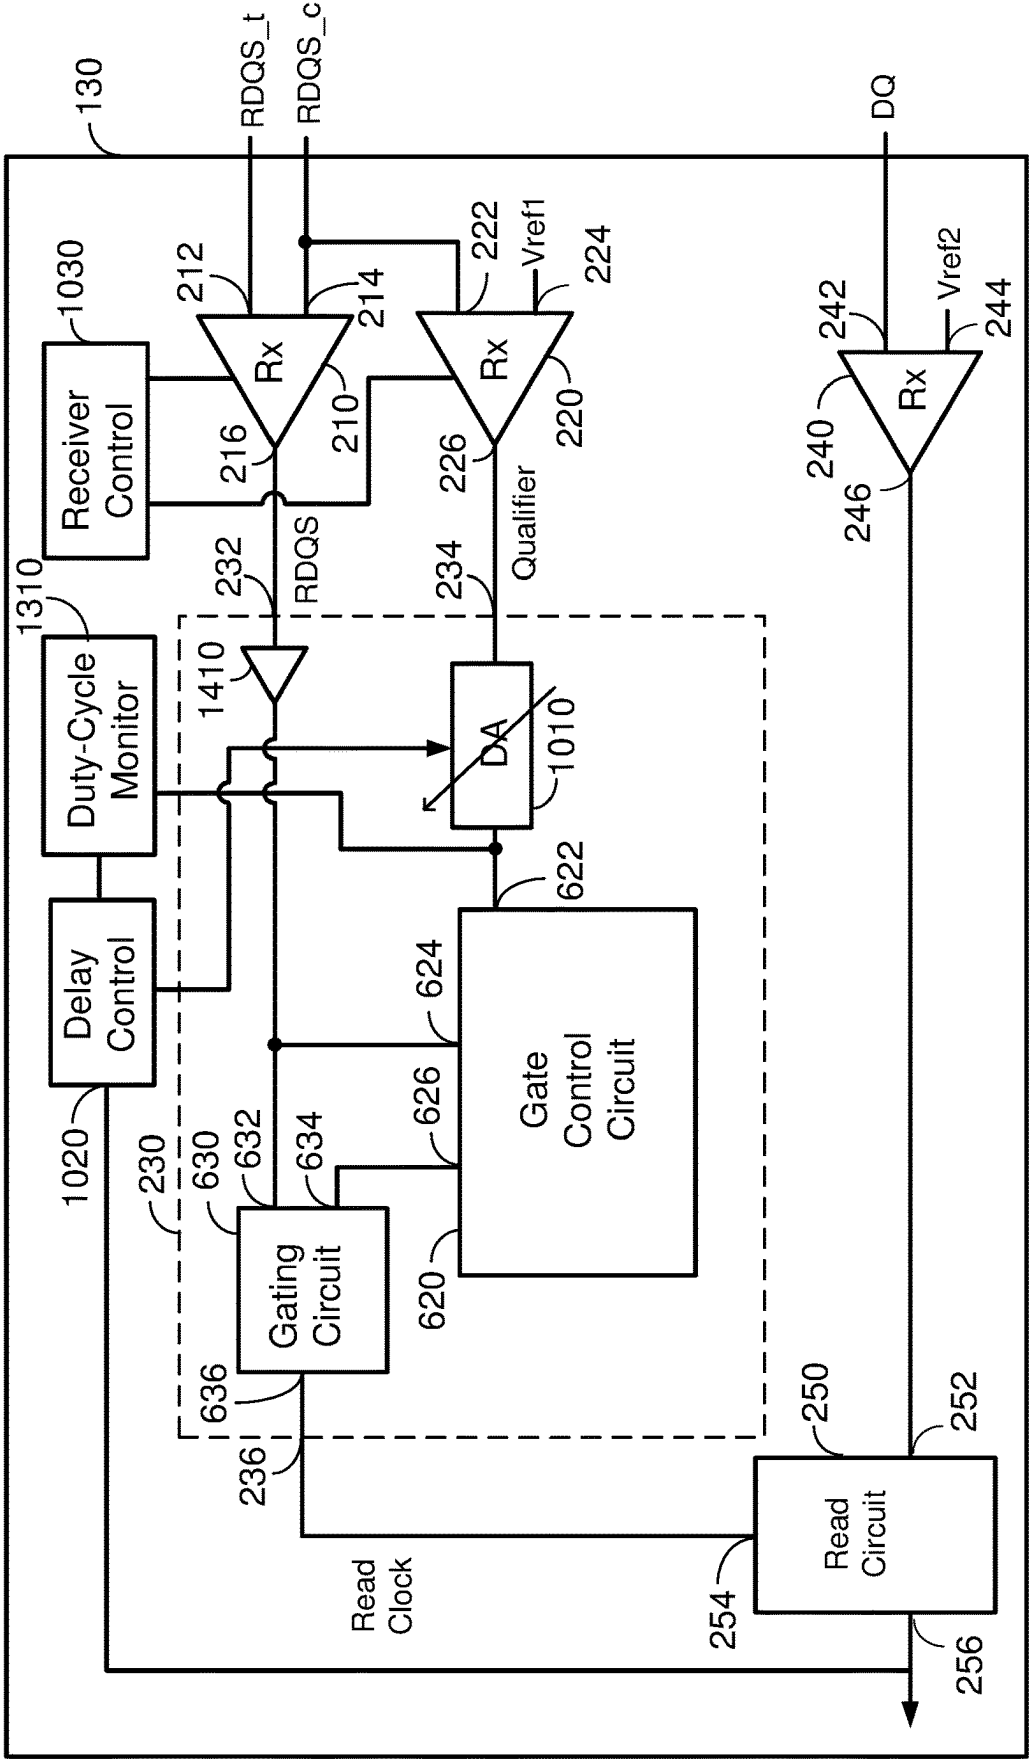 130
RDQS_t
RDQS_c
DQ
1030
Receiver
Control
212
214
Rx
210
216
222
Vref1
224
Rx
220
226
242
Vref2
244
240
Rx
246
1310
Duty-Cycle
Monitor
232
RDQS
234
Qualifier
1410
DA
1010
Delay
Control
1020
622
624
626
Gate
Control
Circuit
620
230
630
632
634
Gating
Circuit
636
236
Read
Clock
250
252
Read
Circuit
254
256